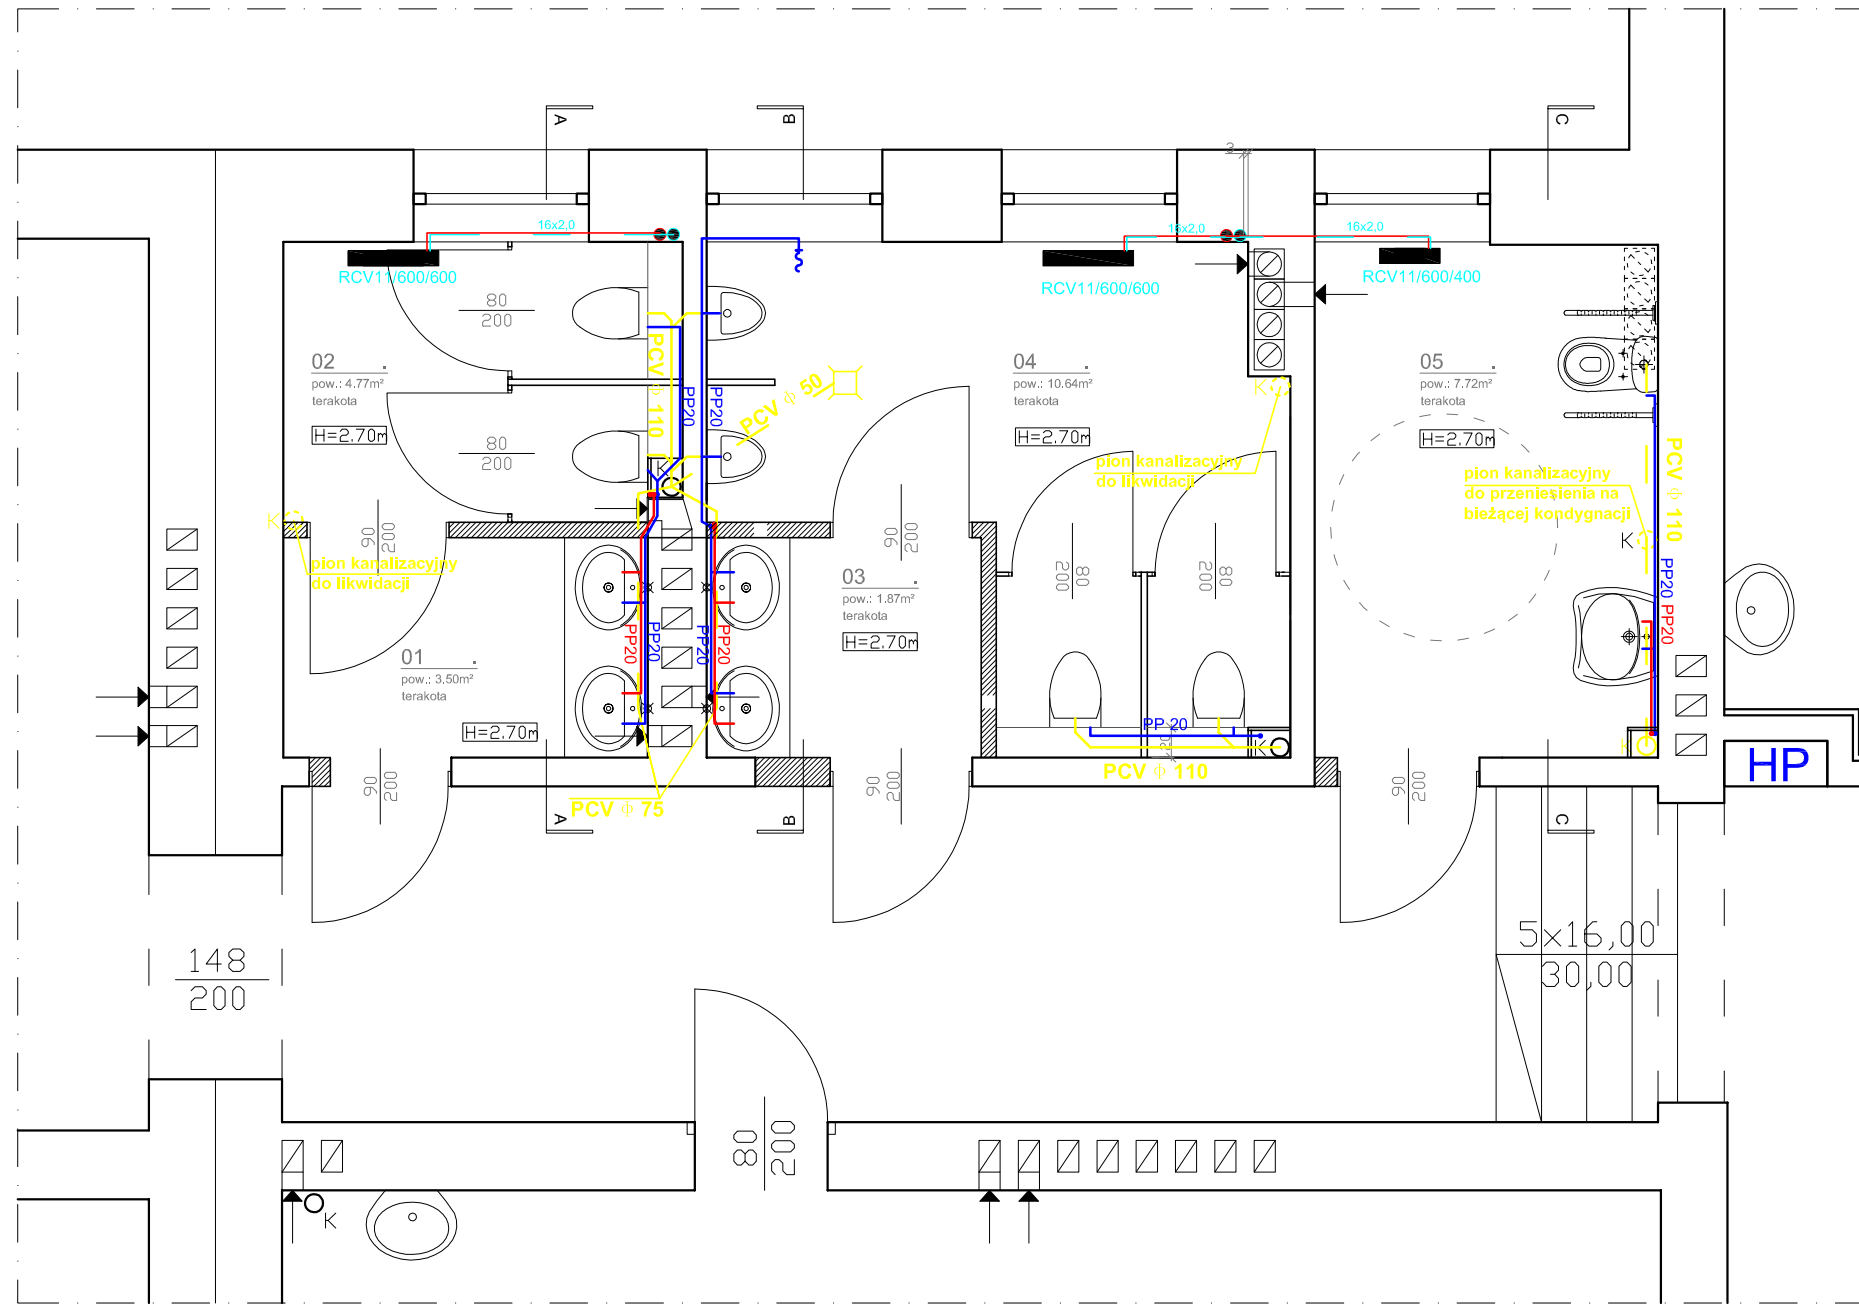 A
B
C
3
16x2,0
16x2,0
16x2,0
RCV11/600/600
RCV11/600/600
RCV11/600/400
80
200
02
pow.: 4.77m²
terakota
H=2.70m
80
200
PCV ϕ 110
PP20
PP20
PCV ϕ 50
04
pow.: 10.64m²
terakota
H=2.70m
K
pion kanalizacyjny
do likwidacji
05
pow.: 7.72m²
terakota
H=2.70m
pion kanalizacyjny
do przeniesienia na
bieżącej kondygnacji
PCV ϕ 110
K
K
K
pion kanalizacyjny
do likwidacji
90
200
90
200
80
200
80
200
03
pow.: 1.87m²
terakota
H=2.70m
01
pow.: 3.50m²
terakota
H=2.70m
PP20
PP20
PP20
PP20
PP20
PP20
PP 20
K
K
PCV ϕ 110
PCV ϕ 75
90
200
90
200
90
200
HP
A
B
C
148
200
5x16,00
30,00
80
200
K